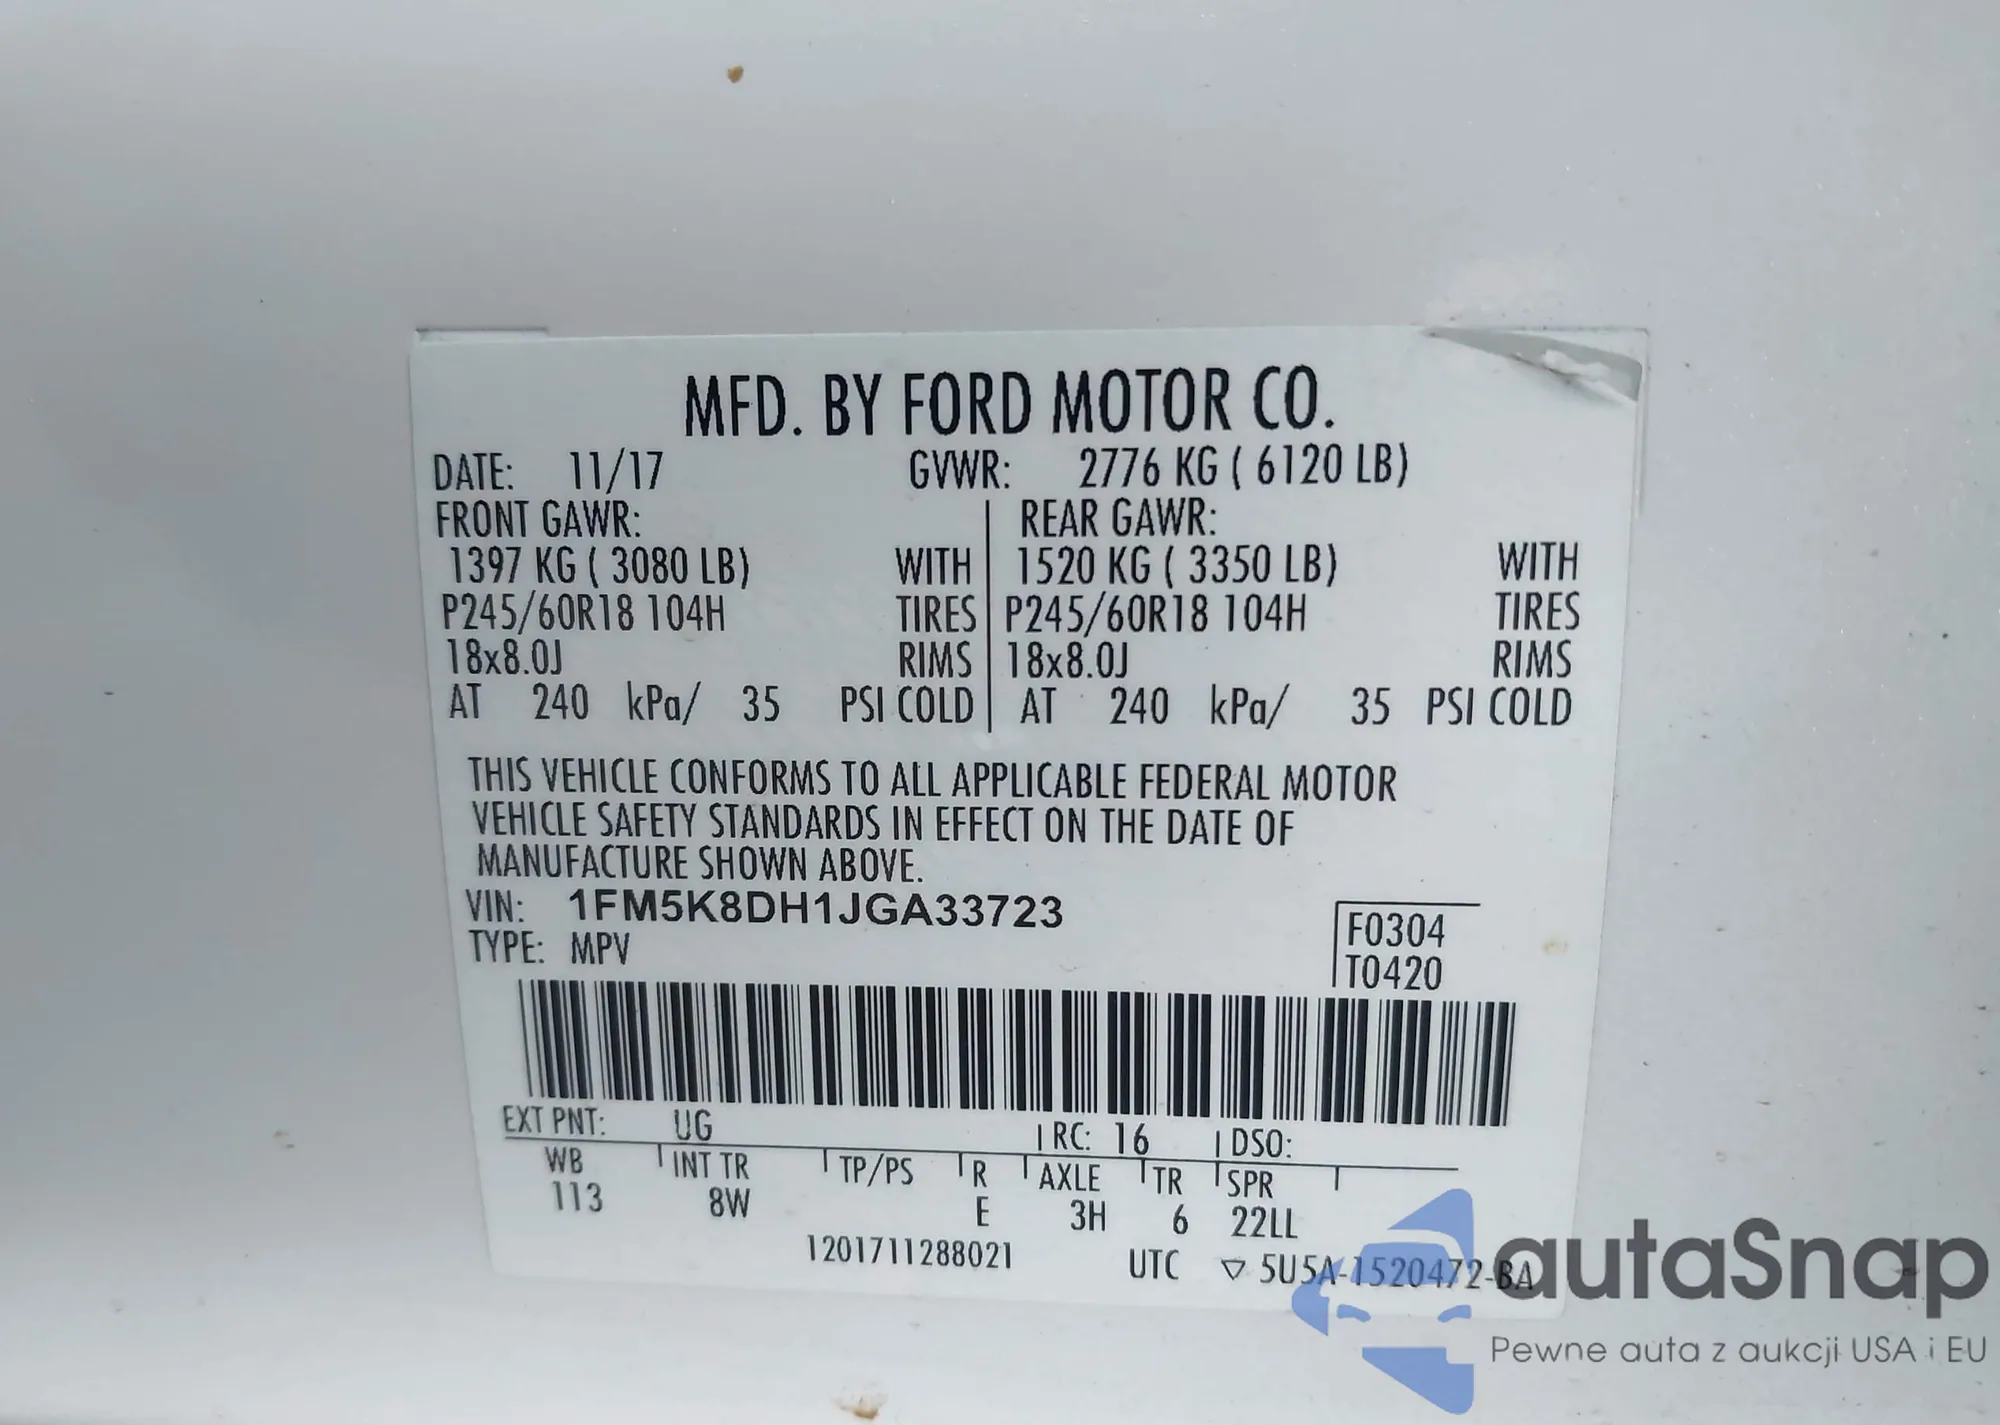 MFD. BY FORD MOTOR CO.
DATE: 11/17 GVWR: 2776 KG ( 6120 LB)
FRONT GAWR: REAR GAWR:
1397 KG ( 3080 LB) WITH 1520 KG ( 3350 LB) WITH
P245/60R18 104H TIRES P245/60R18 104H TIRES
18x8.0J RIMS 18x8.0J RIMS
AT 240 kPa/ 35 PSI COLD AT 240 kPa/ 35 PSI COLD
THIS VEHICLE CONFORMS TO ALL APPLICABLE FEDERAL MOTOR
VEHICLE SAFETY STANDARDS IN EFFECT ON THE DATE OF
MANUFACTURE SHOWN ABOVE.
VIN: 1FM5K8DH1JGA33723
TYPE: MPV
F0304
T0420
EXT PNT: UG RC: 16 DSO:
WB INT TR TP/PS R AXLE TR SPR
113 8W E 3H 6 22LL
1201711288021 UTC ▽ 5U5A-1520472-BA
autaSnap
Pewne auta z aukcji USA i EU